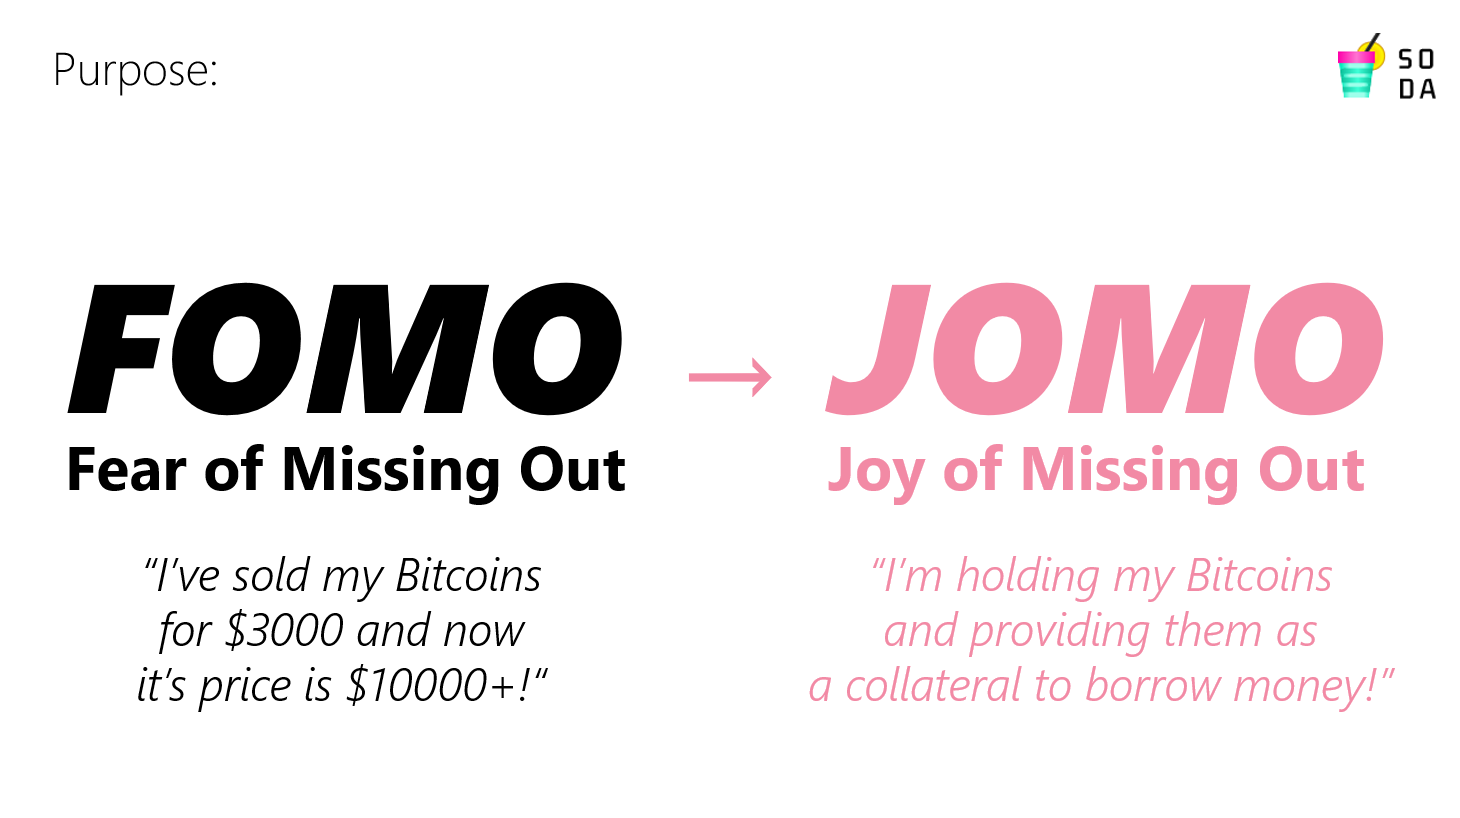 Purpose:
SO
DA
FOMO
Fear of Missing Out
“I’ve sold my Bitcoins
for $3000 and now
it’s price is $10000+!“
JOMO
Joy of Missing Out
“I’m holding my Bitcoins
and providing them as
a collateral to borrow money!”